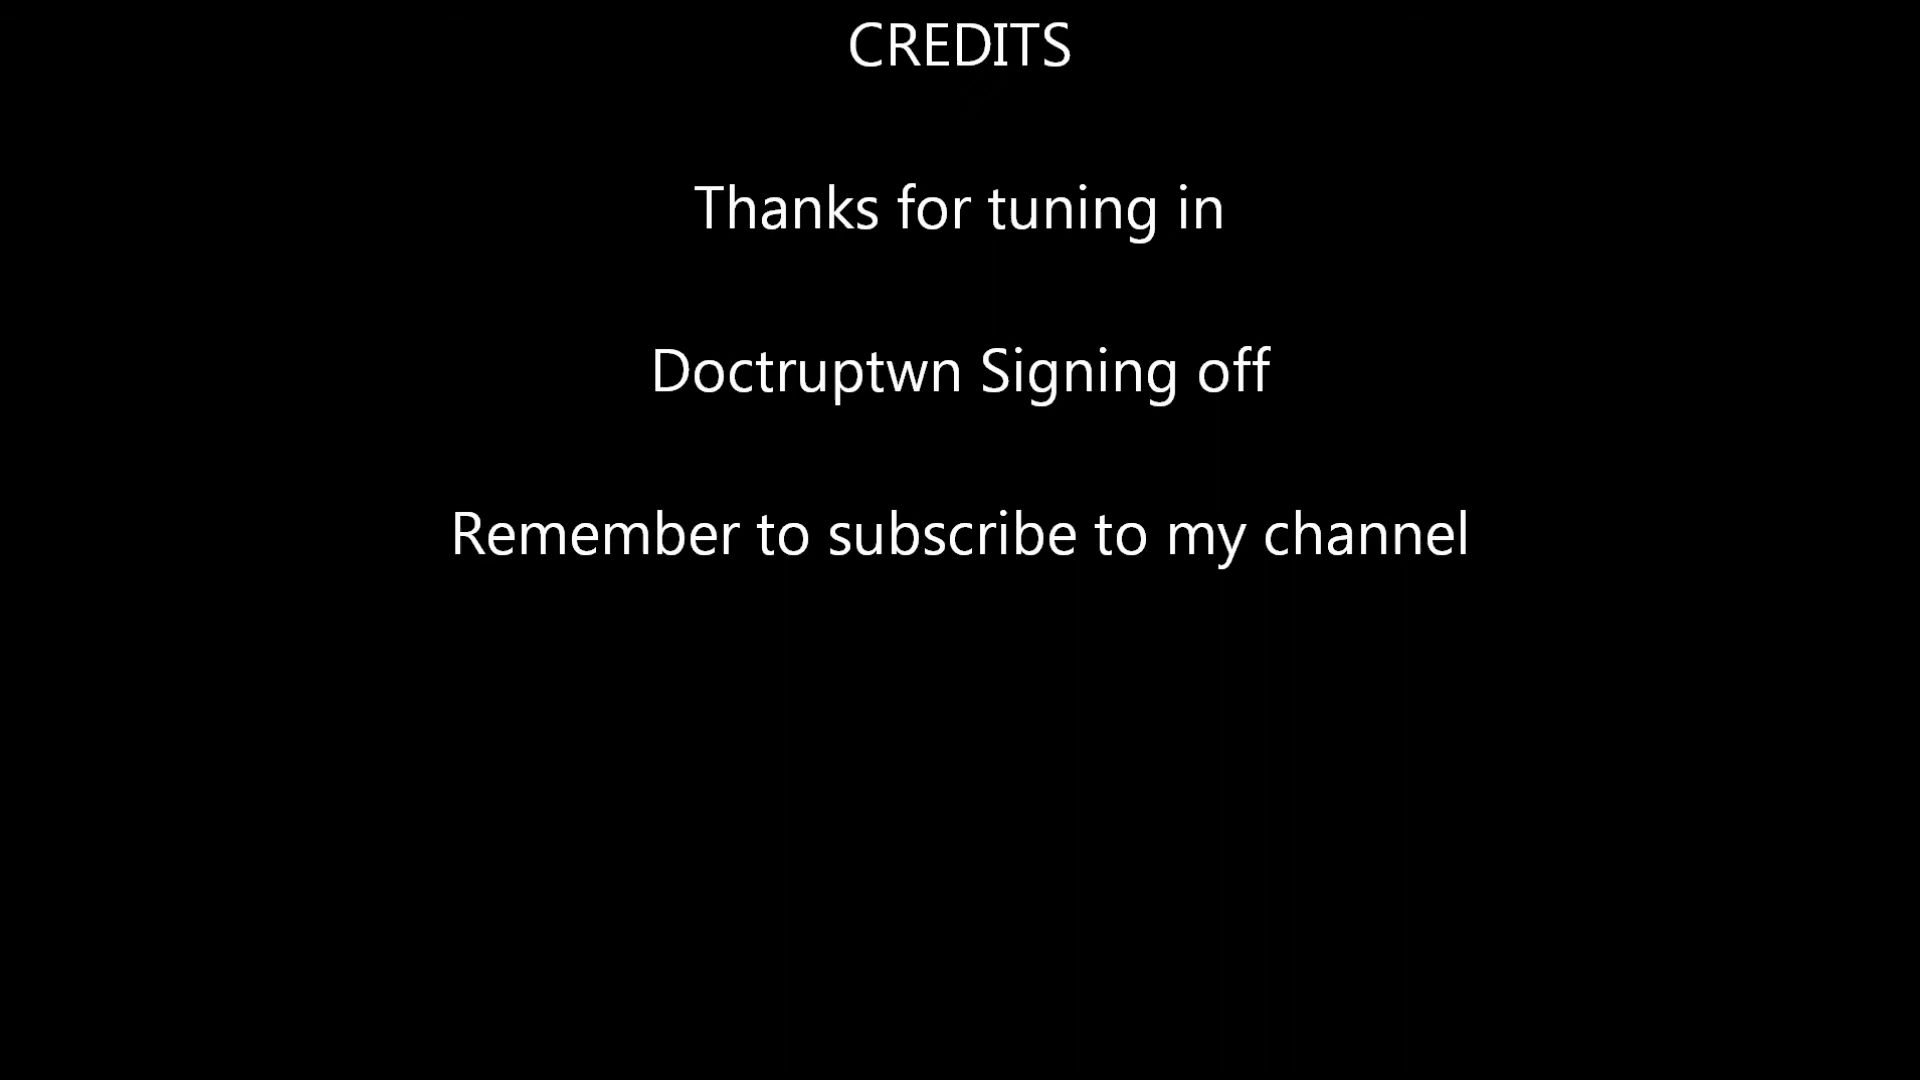 CREDITS
Thanks for tuning in
Doctruptwn Signing off
Remember to subscribe to my channel